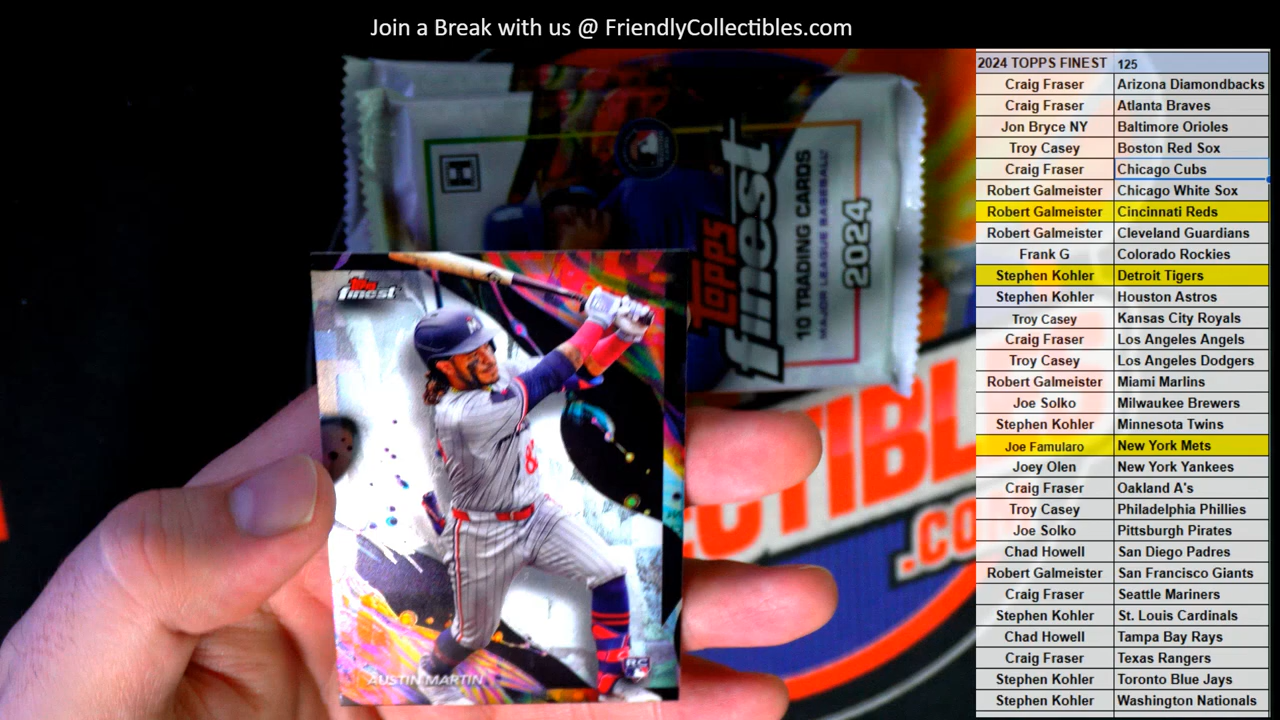 Join a Break with us @ FriendlyCollectibles.com
2024 TOPPS FINEST 125
Craig Fraser Arizona Diamondbacks
Craig Fraser Atlanta Braves
Jon Bryce NY Baltimore Orioles
Troy Casey Boston Red Sox
Craig Fraser Chicago Cubs
Robert Galmeister Chicago White Sox
Robert Galmeister Cincinnati Reds
Robert Galmeister Cleveland Guardians
Frank G Colorado Rockies
Stephen Kohler Detroit Tigers
Stephen Kohler Houston Astros
Troy Casey Kansas City Royals
Craig Fraser Los Angeles Angels
Troy Casey Los Angeles Dodgers
Robert Galmeister Miami Marlins
Joe Solko Milwaukee Brewers
Stephen Kohler Minnesota Twins
Joe Famularo New York Mets
Joey Olen New York Yankees
Craig Fraser Oakland A's
Troy Casey Philadelphia Phillies
Joe Solko Pittsburgh Pirates
Chad Howell San Diego Padres
Robert Galmeister San Francisco Giants
Craig Fraser Seattle Mariners
Stephen Kohler St. Louis Cardinals
Chad Howell Tampa Bay Rays
Craig Fraser Texas Rangers
Stephen Kohler Toronto Blue Jays
Stephen Kohler Washington Nationals
H
TOPPS
finest
10 TRADING CARDS
MAJOR LEAGUE BASEBALL
2024
finest
AUSTIN MARTIN
RC
ECTIBLES
.CO